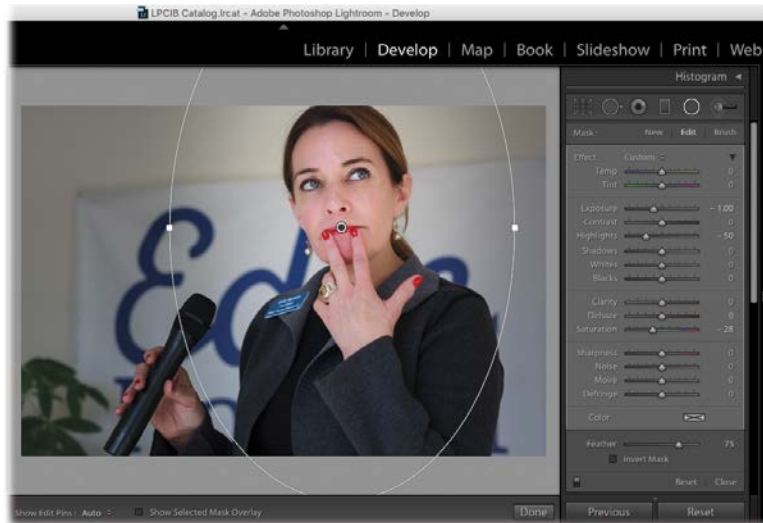 LPCIB Catalog.lrcat - Adobe Photoshop Lightroom - Develop
Library | Develop | Map | Book | Slideshow | Print | Web
Histogram
Mask: New Edit Brush
Effect: Custom
Temp 0
Tint 0
Exposure - 1.00
Contrast 0
Highlights - 50
Shadows 0
Whites 0
Blacks 0
Clarity 0
Dehaze 0
Saturation - 28
Sharpness 0
Noise 0
Moiré 0
Defringe 0
Color
Feather 75
Invert Mask
Reset Close
Show Edit Pins: Auto
Show Selected Mask Overlay
Done
Previous
Reset